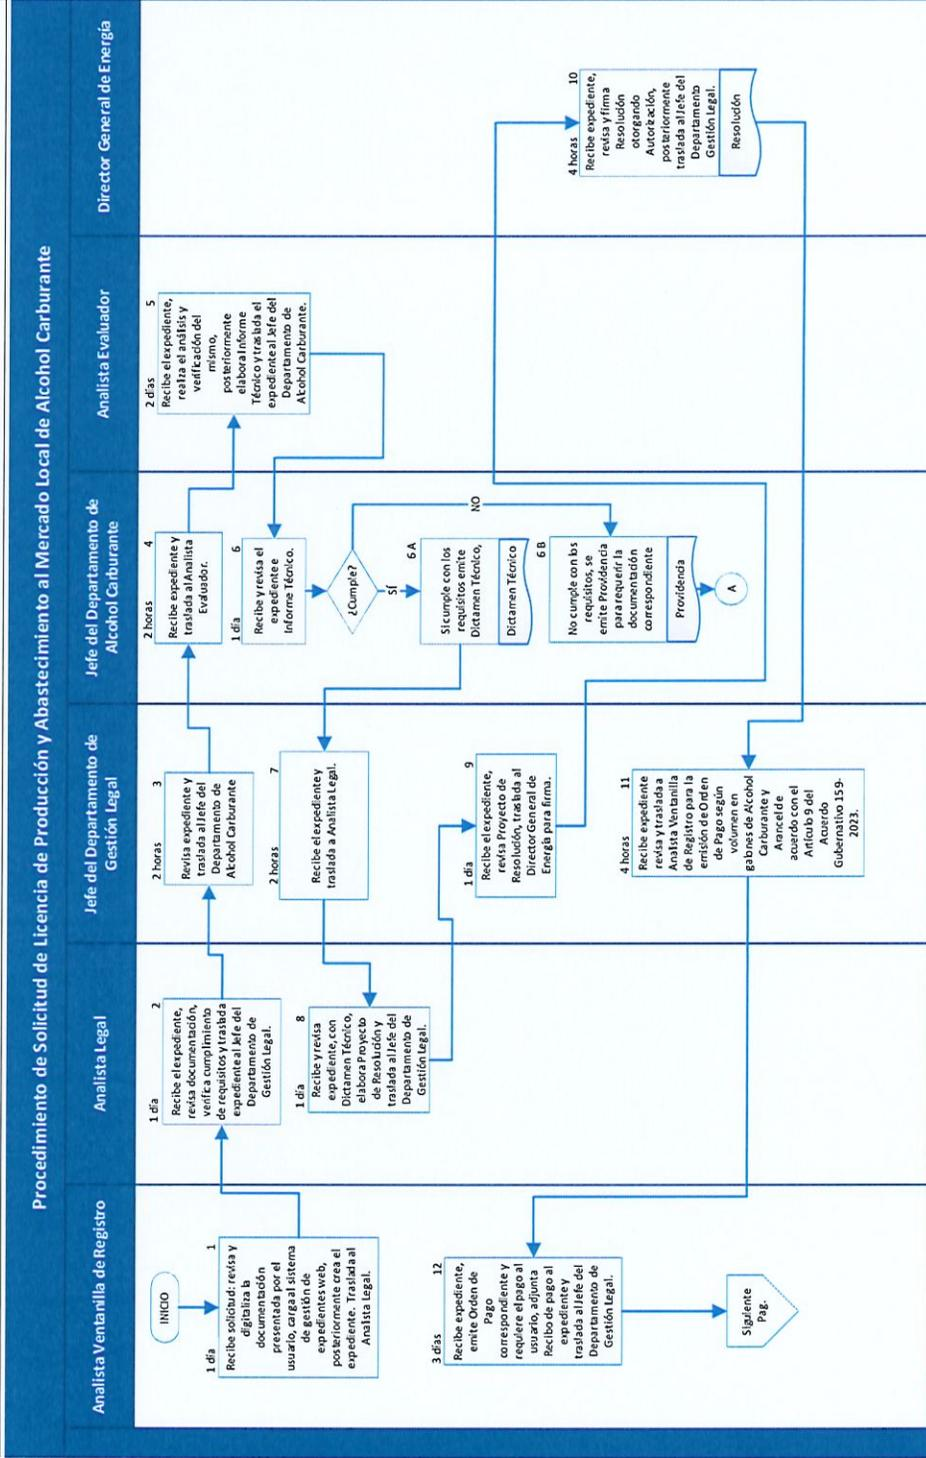 Procedimiento de Solicitud de Licencia de Producción y Abastecimiento al Mercado Local de Alcohol Carburante
Analista Ventanilla de Registro
Analista Legal
Jefe del Departamento de
Gestión Legal
Jefe del Departamento de
Alcohol Carburante
Analista Evaluador
Director General de Energía
INICIO
1 día
1
Recibe solicitud: revisa y
digitaliza la
documentación
presentada por el
usuario, carga al sistema
de gestión de
expedientes web,
posteriormente crea el
expediente. Traslada al
Analista Legal.
1 día
2
Recibe el expediente,
revisa documentación,
verifica cumplimiento
de requisitos y traslada
expediente al Jefe del
Departamento de
Gestión Legal.
2 horas
3
Revisa expediente y
traslada al Jefe del
Departamento de
Alcohol Carburante
2 horas
4
Recibe expediente y
traslada al Analista
Evaluador.
2 días
5
Recibe el expediente,
realiza el análisis y
verificación del
mismo,
posteriormente
elabora Informe
Técnico y traslada el
expediente al Jefe del
Departamento de
Alcohol Carburante.
1 día
6
Recibe y revisa el
expediente e
Informe Técnico.
¿Cumple?
SÍ
NO
6 A
Si cumple con los
requisitos emite
Dictamen Técnico,
Dictamen Técnico
6 B
No cumple con los
requisitos, se
emite Providencia
para requerir la
documentación
correspondiente
Providencia
A
2 horas
7
Recibe el expediente y
traslada a Analista Legal.
1 día
8
Recibe y revisa
expediente, con
Dictamen Técnico,
elabora Proyecto
de Resolución y
traslada al Jefe del
Departamento de
Gestión Legal.
1 día
9
Recibe el expediente,
revisa Proyecto de
Resolución, traslada al
Director General de
Energía para firma.
4 horas
10
Recibe expediente,
revisa y firma
Resolución
otorgando
Autorización,
posteriormente
traslada al Jefe del
Departamento
Gestión Legal.
Resolución
4 horas
11
Recibe expediente
revisa y traslada a
Analista Ventanilla
de Registro para la
emisión de Orden
de Pago según
volumen en
galones de Alcohol
Carburante y
Arancel de
acuerdo con el
Artículo 9 del
Acuerdo
Gubernativo 159-
2023.
3 días
12
Recibe expediente,
emite Orden de
Pago
correspondiente y
requiere el pago al
usuario, adjunta
Recibo de pago al
expediente y
traslada al Jefe del
Departamento de
Gestión Legal.
Siguiente
Pag.